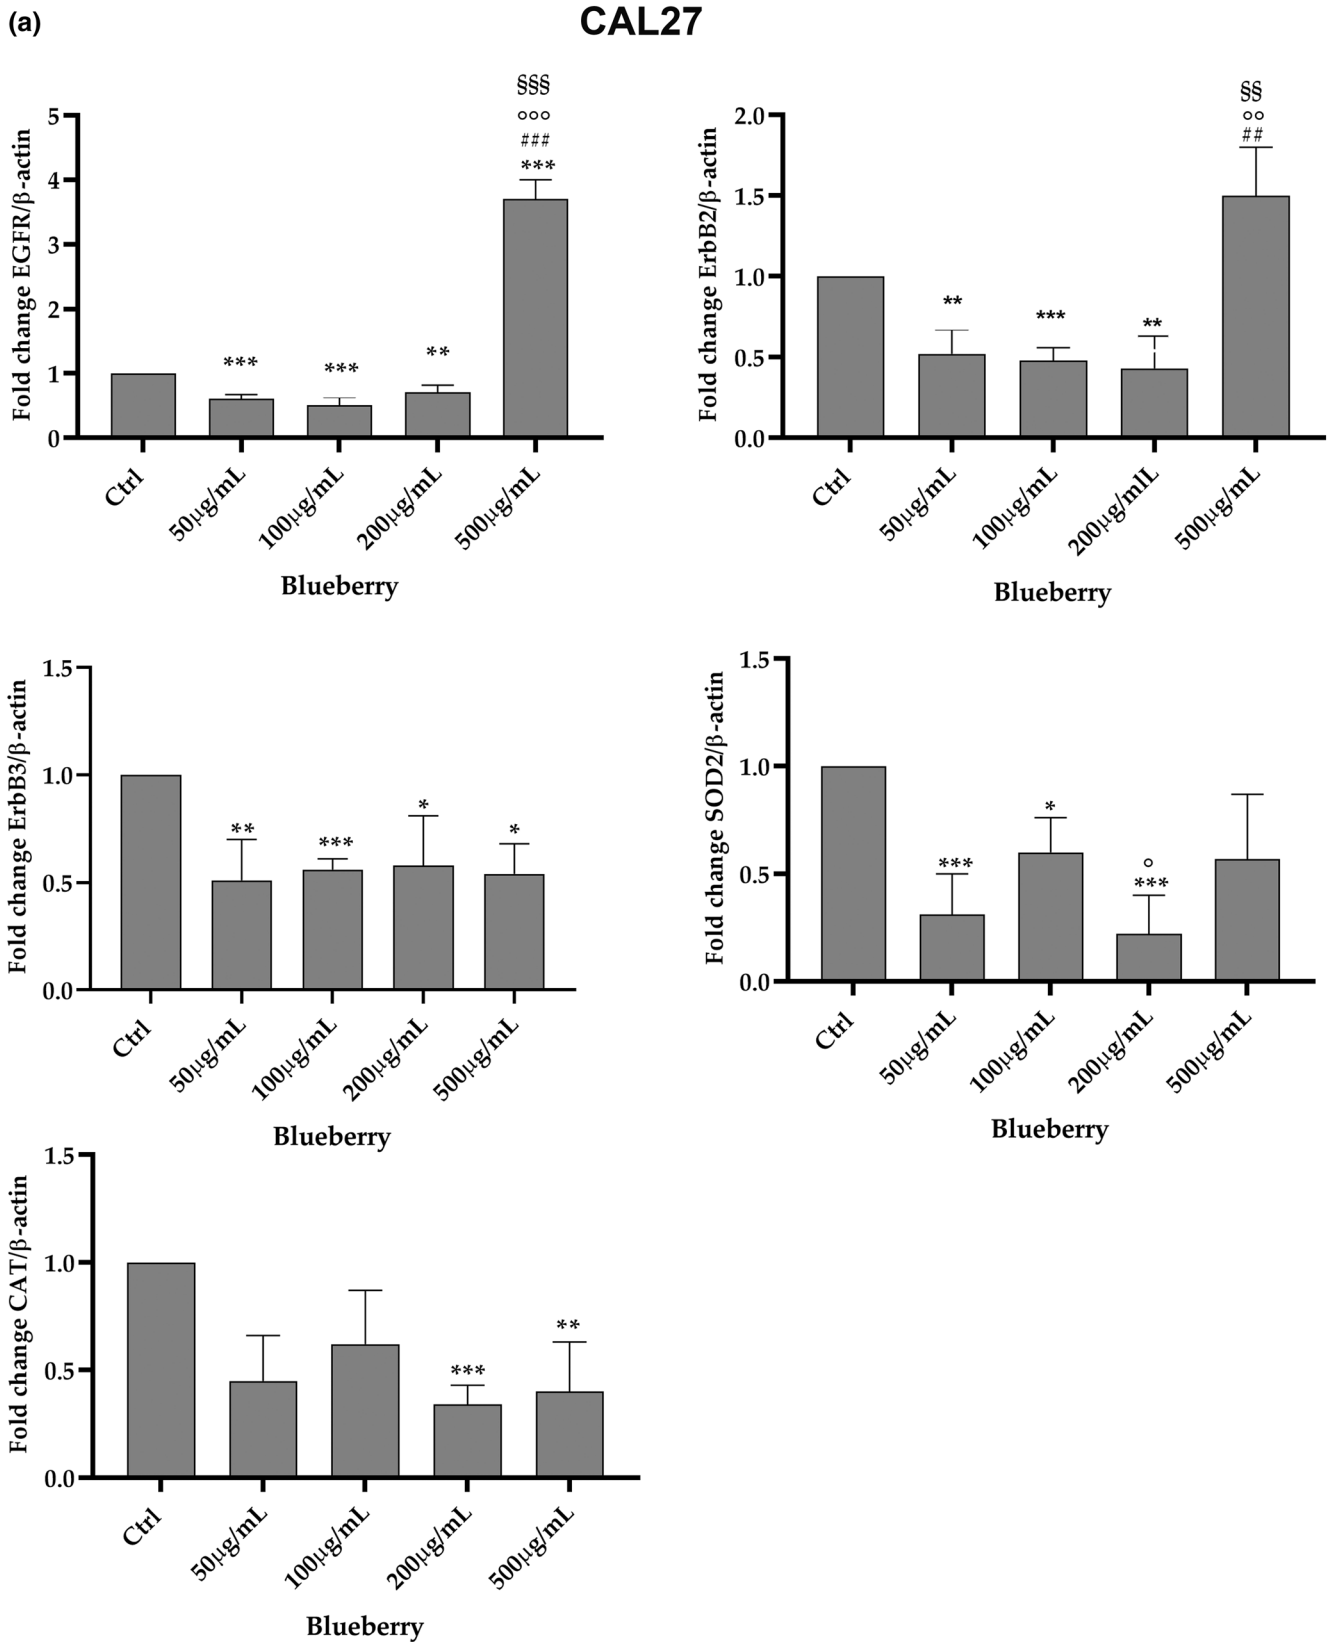 (a)
CAL27
Fold change EGFR/β-actin
5
4
3
2
1
0
§§§
°°°
###
***
***
***
**
Ctrl
50µg/mL
100µg/mL
200µg/mL
500µg/mL
Blueberry
Fold change ErbB2/β-actin
2.0
1.5
1.0
0.5
0.0
§§
°°
##
**
***
**
Ctrl
50µg/mL
100µg/mL
200µg/mlL
500µg/mL
Blueberry
Fold change ErbB3/β-actin
1.5
1.0
0.5
0.0
**
***
*
*
Ctrl
50µg/mL
100µg/mL
200µg/mL
500µg/mL
Blueberry
Fold change SOD2/β-actin
1.5
1.0
0.5
0.0
***
*
°
***
Ctrl
50µg/mL
100µg/mL
200µg/mL
500µg/mL
Blueberry
Fold change CAT/β-actin
1.5
1.0
0.5
0.0
***
**
Ctrl
50µg/mL
100µg/mL
200µg/mL
500µg/mL
Blueberry